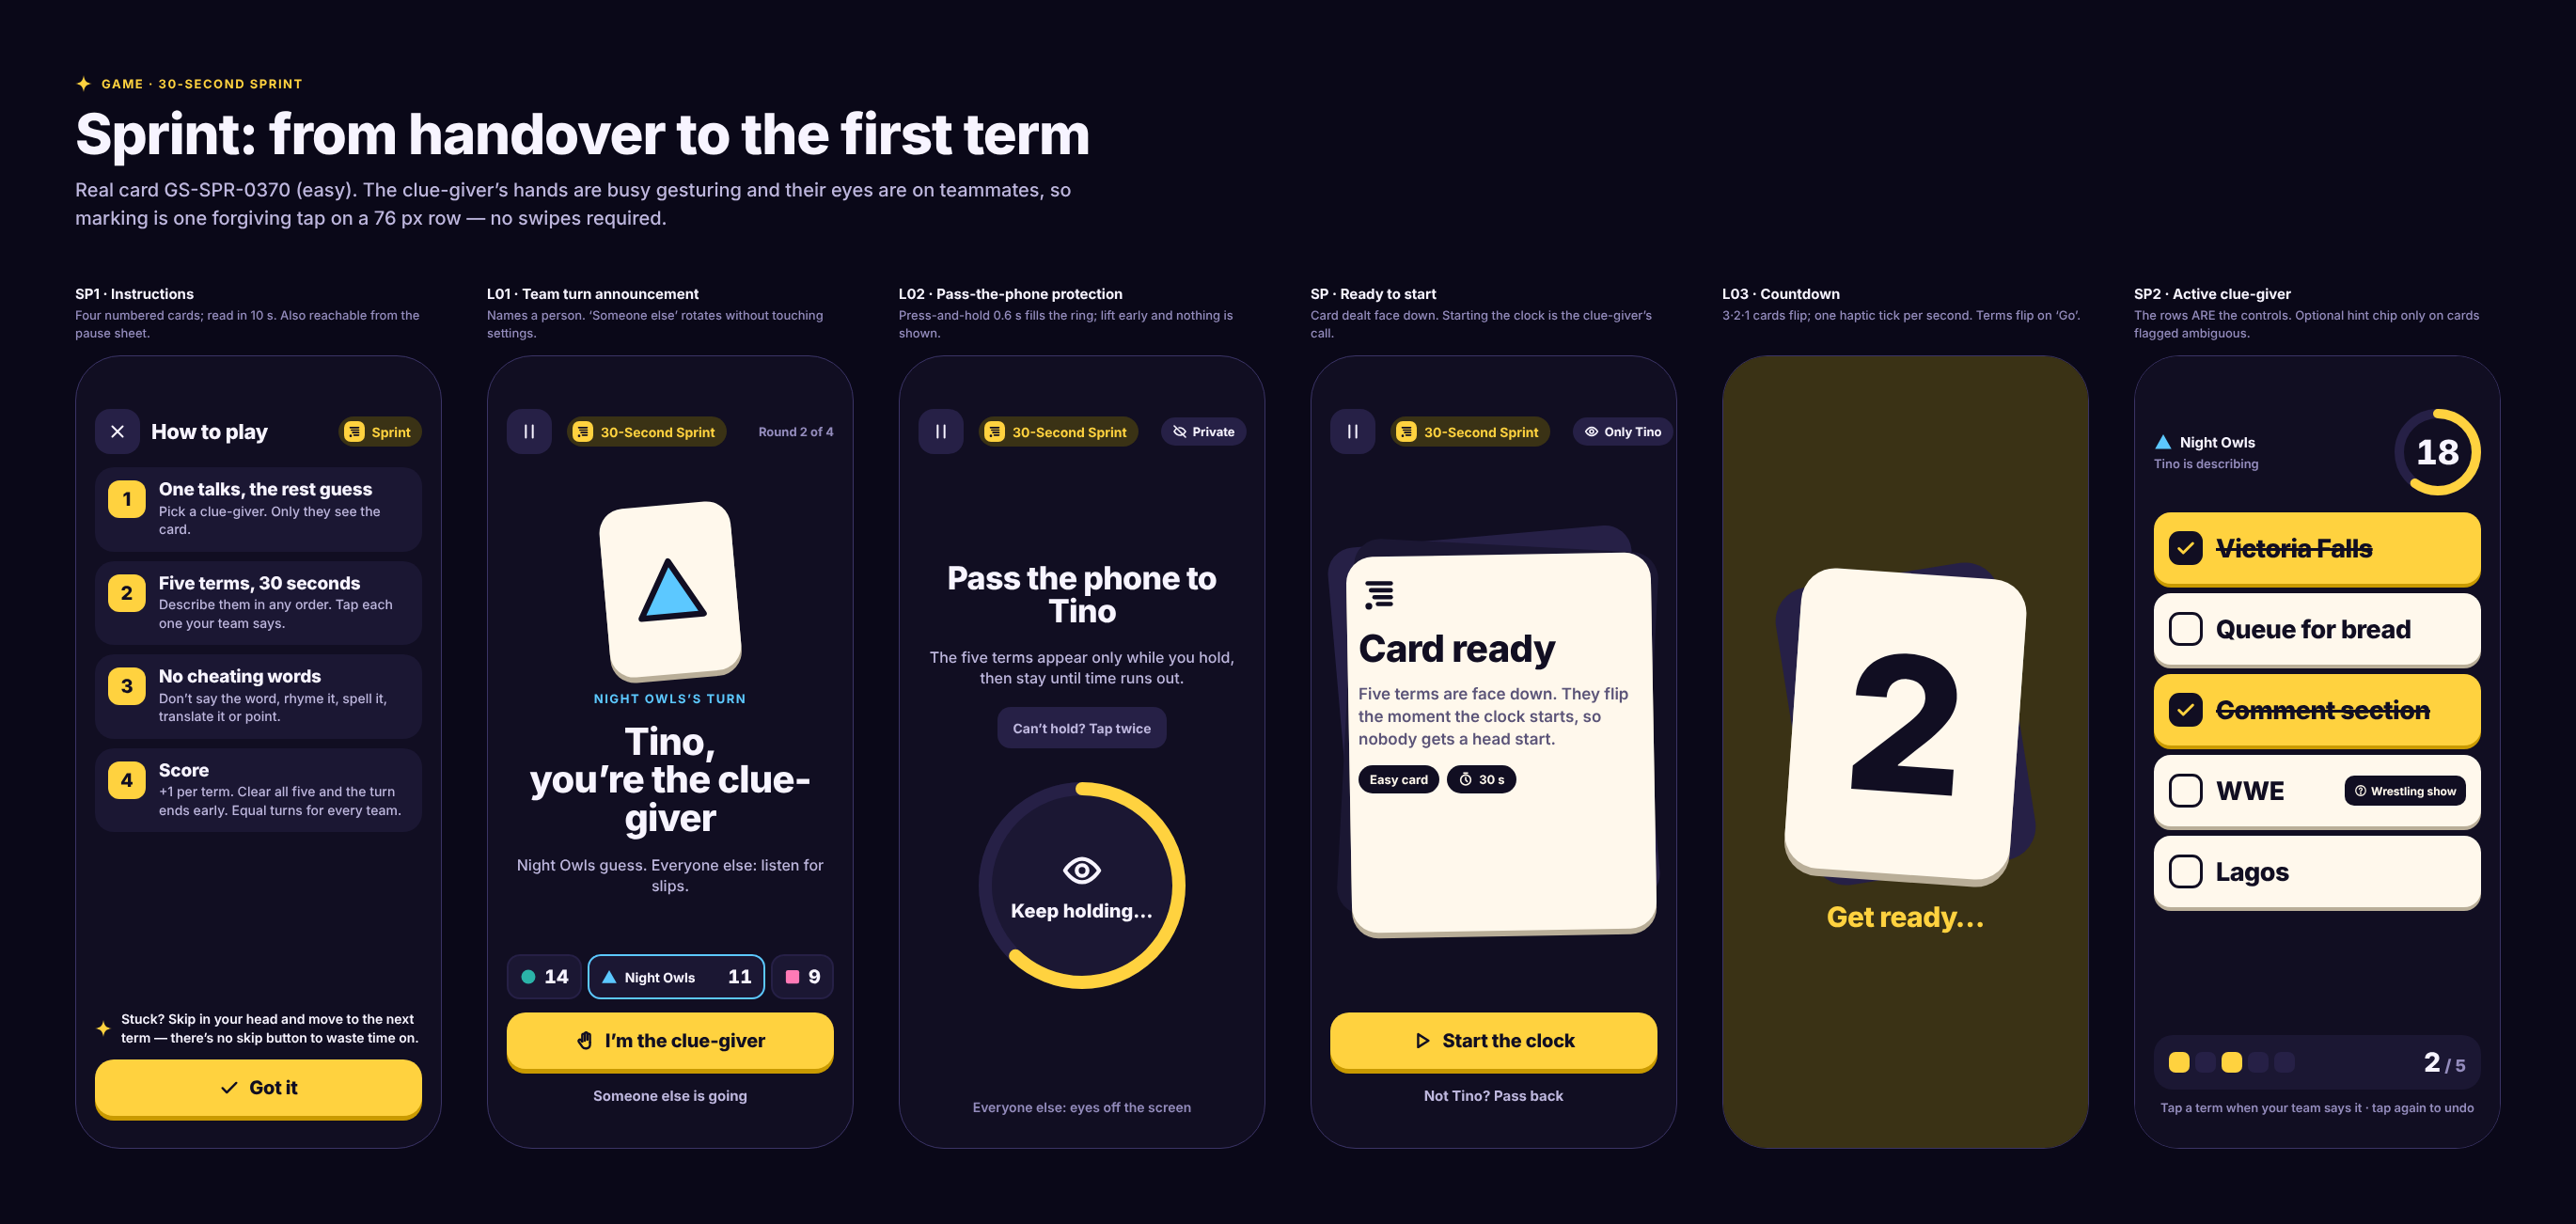 GAME · 30-SECOND SPRINT
Sprint: from handover to the first term
Real card GS-SPR-0370 (easy). The clue-giver’s hands are busy gesturing and their eyes are on teammates, so
marking is one forgiving tap on a 76 px row — no swipes required.
SP1 · Instructions
Four numbered cards; read in 10 s. Also reachable from the
pause sheet.
How to play
Sprint
1
One talks, the rest guess
Pick a clue-giver. Only they see the
card.
2
Five terms, 30 seconds
Describe them in any order. Tap each
one your team says.
3
No cheating words
Don’t say the word, rhyme it, spell it,
translate it or point.
4
Score
+1 per term. Clear all five and the turn
ends early. Equal turns for every team.
Stuck? Skip in your head and move to the next
term — there’s no skip button to waste time on.
Got it
L01 · Team turn announcement
Names a person. ‘Someone else’ rotates without touching
settings.
30-Second Sprint
Round 2 of 4
NIGHT OWLS’S TURN
Tino,
you’re the clue-
giver
Night Owls guess. Everyone else: listen for
slips.
14
Night Owls 11
9
I’m the clue-giver
Someone else is going
L02 · Pass-the-phone protection
Press-and-hold 0.6 s fills the ring; lift early and nothing is
shown.
30-Second Sprint
Private
Pass the phone to
Tino
The five terms appear only while you hold,
then stay until time runs out.
Can’t hold? Tap twice
Keep holding…
Everyone else: eyes off the screen
SP · Ready to start
Card dealt face down. Starting the clock is the clue-giver’s
call.
30-Second Sprint
Only Tino
Card ready
Five terms are face down. They flip
the moment the clock starts, so
nobody gets a head start.
Easy card
30 s
Start the clock
Not Tino? Pass back
L03 · Countdown
3·2·1 cards flip; one haptic tick per second. Terms flip on ‘Go’.
2
Get ready…
SP2 · Active clue-giver
The rows ARE the controls. Optional hint chip only on cards
flagged ambiguous.
Night Owls
Tino is describing
18
Victoria Falls
Queue for bread
Comment section
WWE
Wrestling show
Lagos
2 / 5
Tap a term when your team says it · tap again to undo